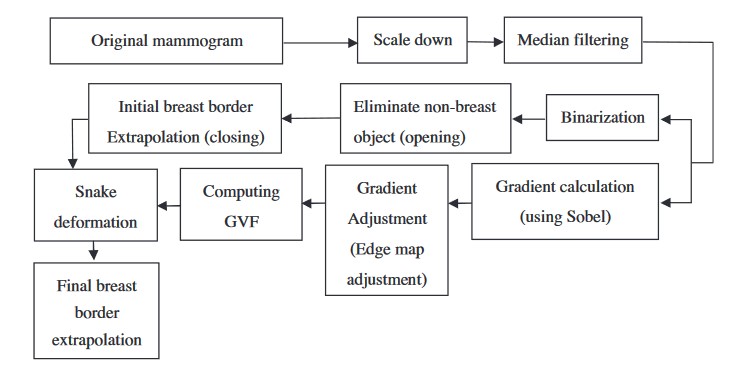 Original mammogram
Scale down
Median filtering
Initial breast border
Extrapolation (closing)
Eliminate non-breast
object (opening)
Binarization
Snake
deformation
Computing
GVF
Gradient
Adjustment
(Edge map
adjustment)
Gradient calculation
(using Sobel)
Final breast
border
extrapolation